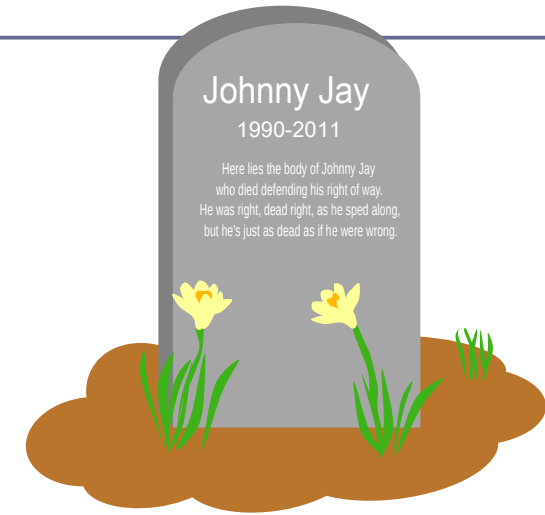 Johnny Jay
1990-2011
Here lies the body of Johnny Jay
who died defending his right of way.
He was right, dead right, as he sped along,
but he's just as dead as if he were wrong.